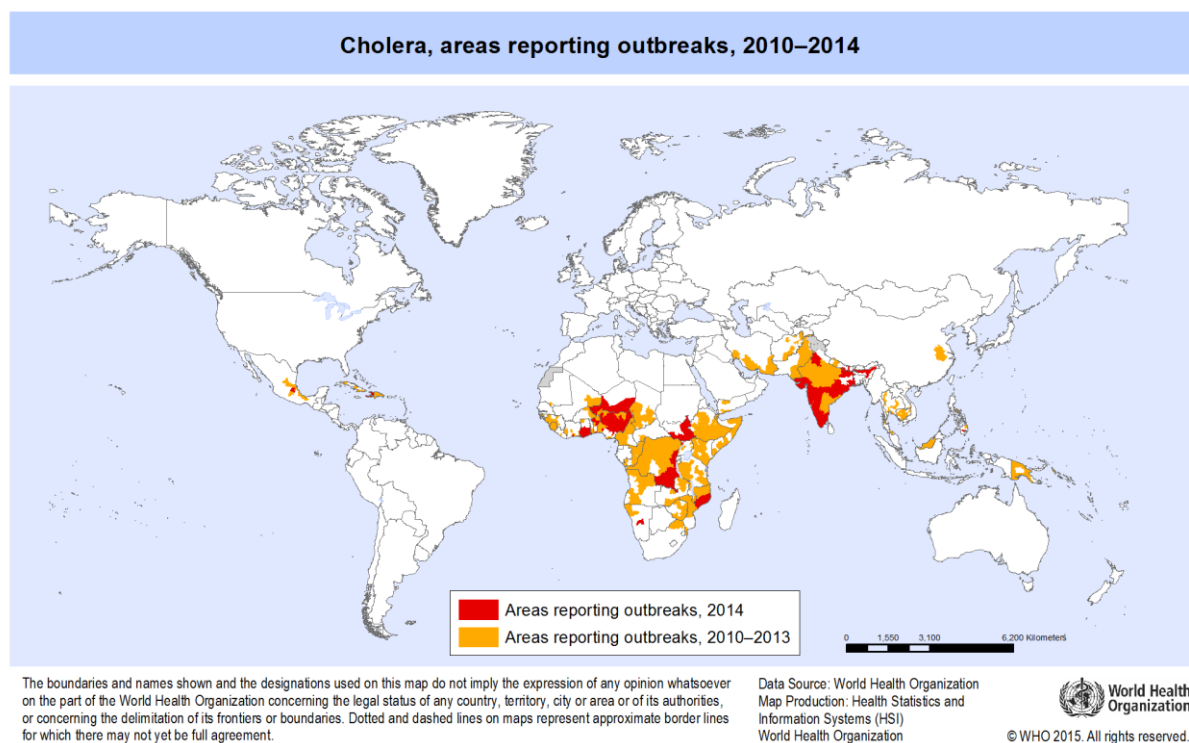 Cholera, areas reporting outbreaks, 2010–2014
Areas reporting outbreaks, 2014
Areas reporting outbreaks, 2010–2013
0 1,550 3,100 6,200 Kilometers
The boundaries and names shown and the designations used on this map do not imply the expression of any opinion whatsoever
on the part of the World Health Organization concerning the legal status of any country, territory, city or area or of its authorities,
or concerning the delimitation of its frontiers or boundaries. Dotted and dashed lines on maps represent approximate border lines
for which there may not yet be full agreement.
Data Source: World Health Organization
Map Production: Health Statistics and
Information Systems (HSI)
World Health Organization
World Health
Organization
© WHO 2015. All rights reserved.